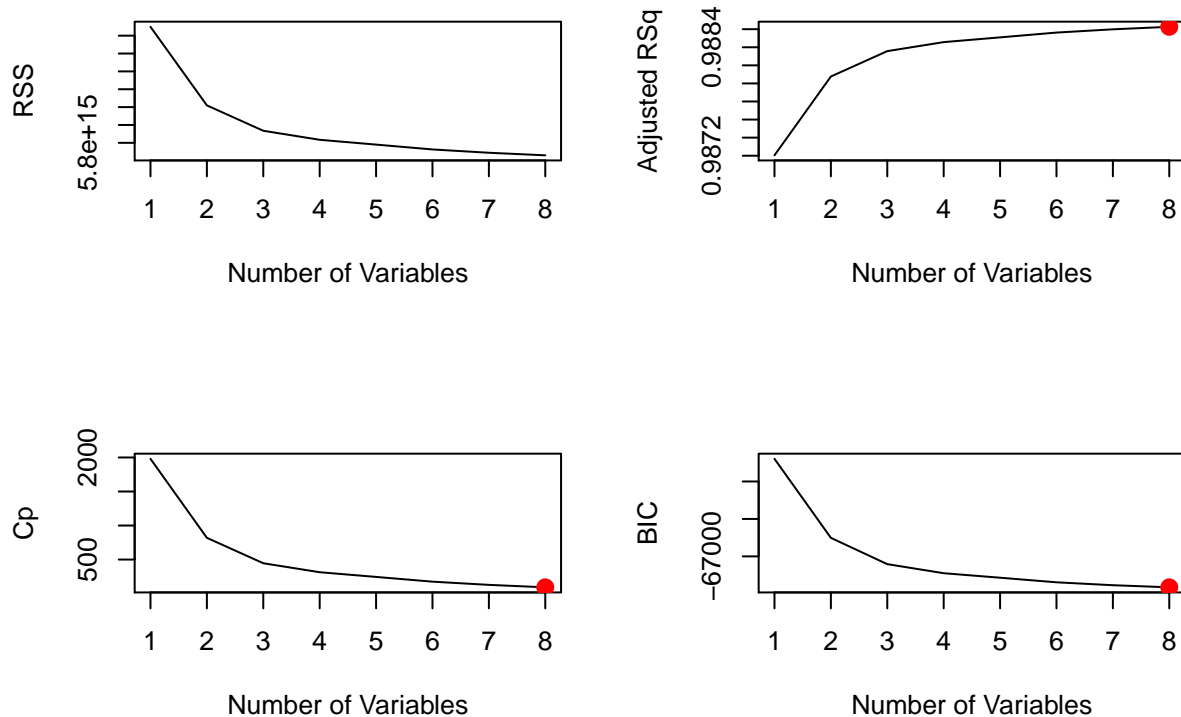 RSS
5.8e+15
1 2 3 4 5 6 7 8
Number of Variables
Adjusted RSq
0.9872 0.9884
1 2 3 4 5 6 7 8
Number of Variables
Cp
500 2000
1 2 3 4 5 6 7 8
Number of Variables
BIC
−67000
1 2 3 4 5 6 7 8
Number of Variables